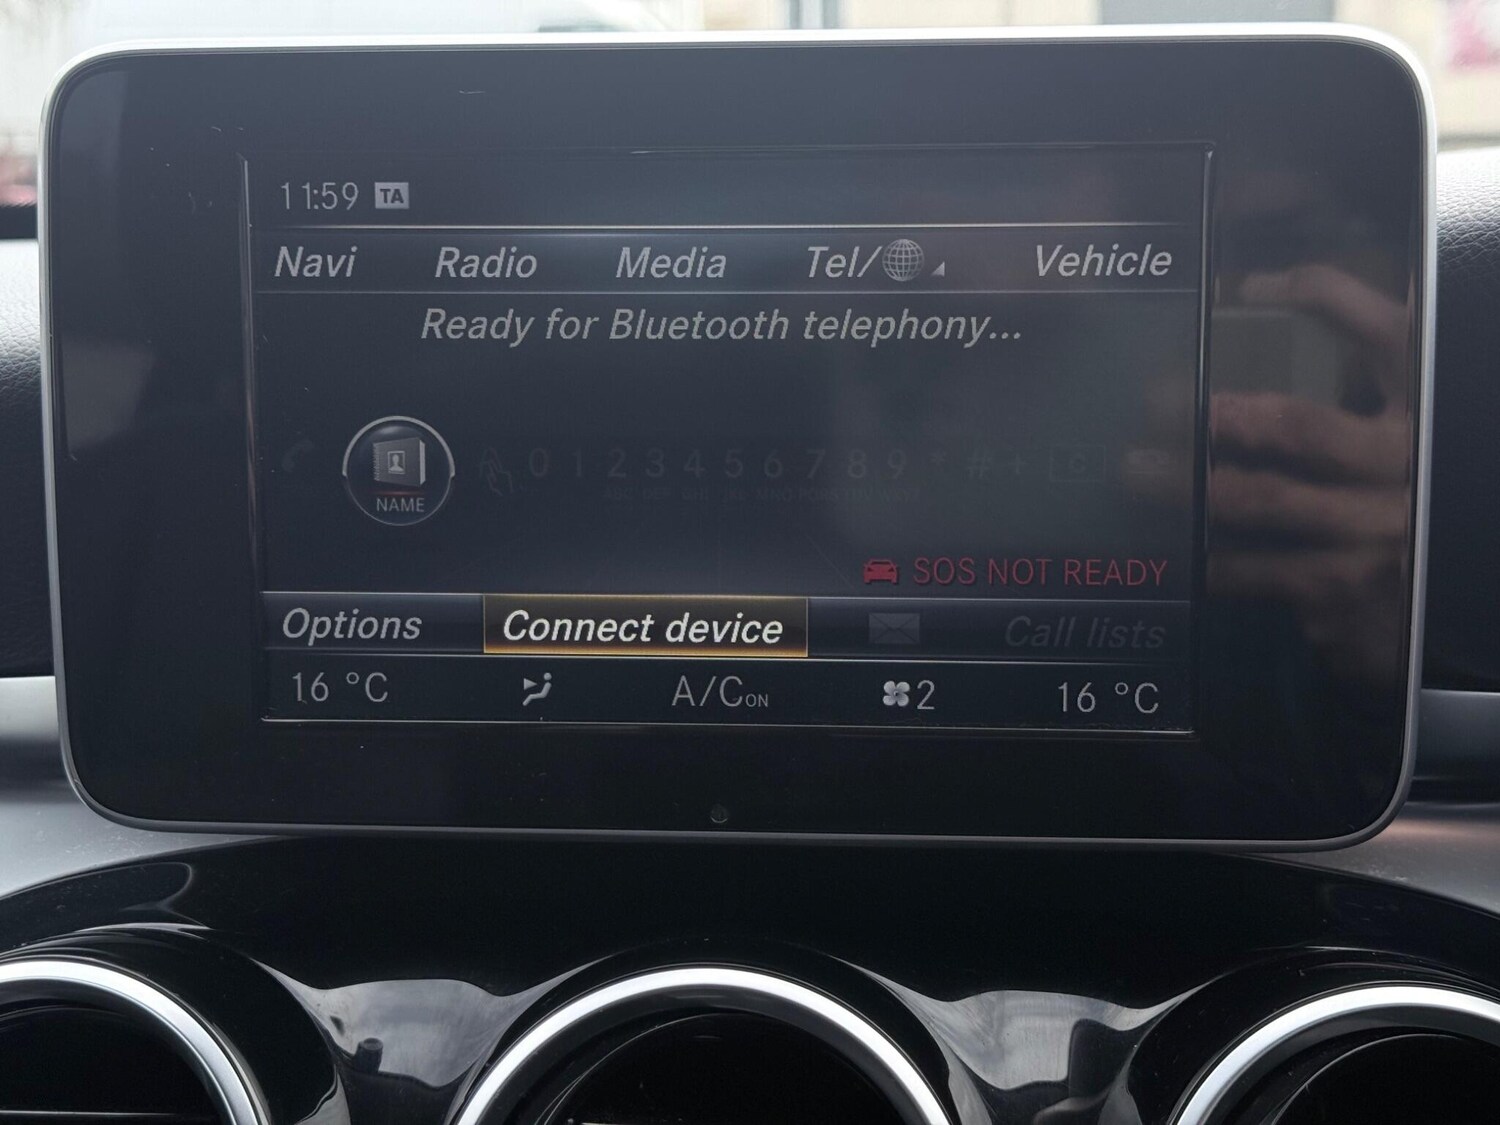 11:59 TA
Navi Radio Media Tel/ Vehicle
Ready for Bluetooth telephony...
0 1 2 3 4 5 6 7 8 9 * # +
NAME
SOS NOT READY
Options Connect device Call lists
16 °C A/C ON 2 16 °C